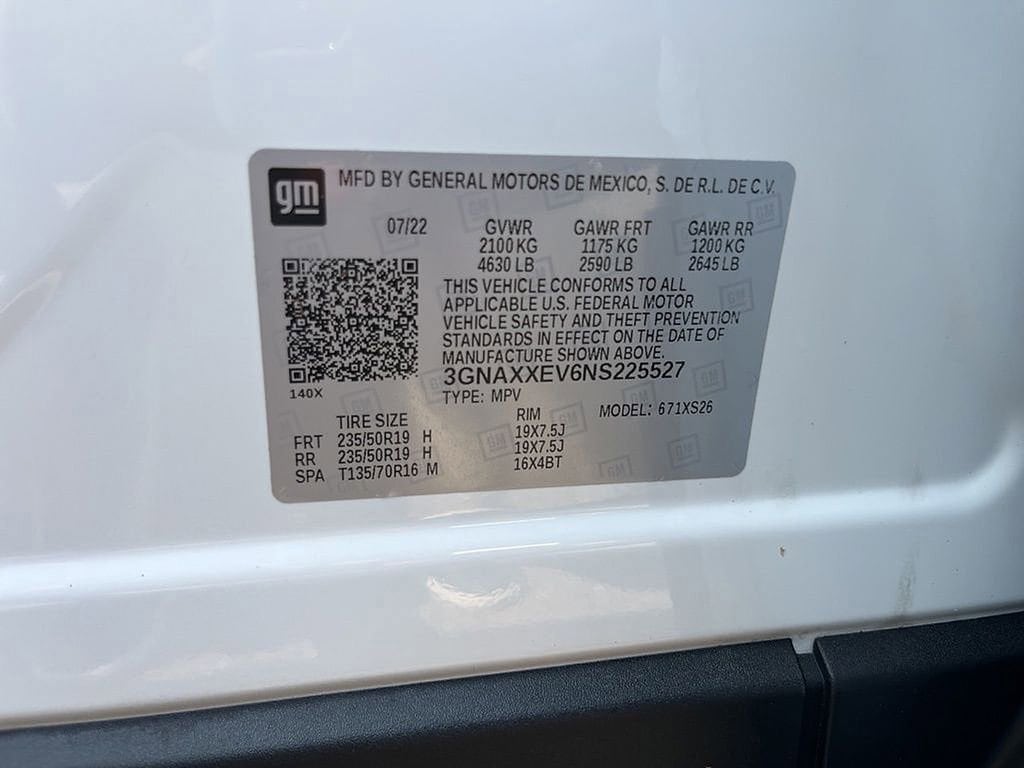 gm MFD BY GENERAL MOTORS DE MEXICO, S. DE R.L. DE C.V.
07/22 GVWR GAWR FRT GAWR RR
2100 KG 1175 KG 1200 KG
4630 LB 2590 LB 2645 LB
THIS VEHICLE CONFORMS TO ALL
APPLICABLE U.S. FEDERAL MOTOR
VEHICLE SAFETY AND THEFT PREVENTION
STANDARDS IN EFFECT ON THE DATE OF
MANUFACTURE SHOWN ABOVE.
3GNAXXEV6NS225527
140X TYPE: MPV MODEL: 671XS26
TIRE SIZE RIM
FRT 235/50R19 H 19X7.5J
RR 235/50R19 H 19X7.5J
SPA T135/70R16 M 16X4BT